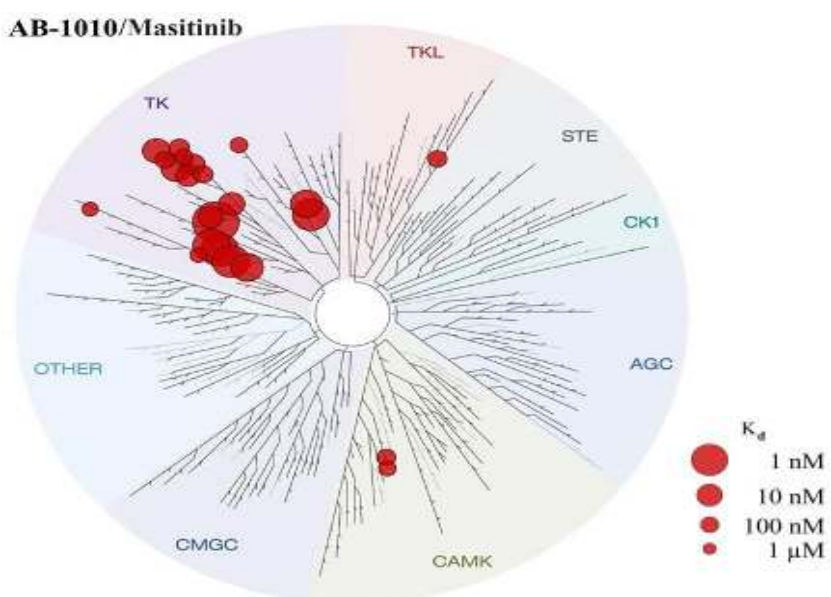 AB-1010/Masitinib
TKL
TK
STE
CK1
OTHER
AGC
CMGC
CAMK
Kd
1 nM
10 nM
100 nM
1 μM